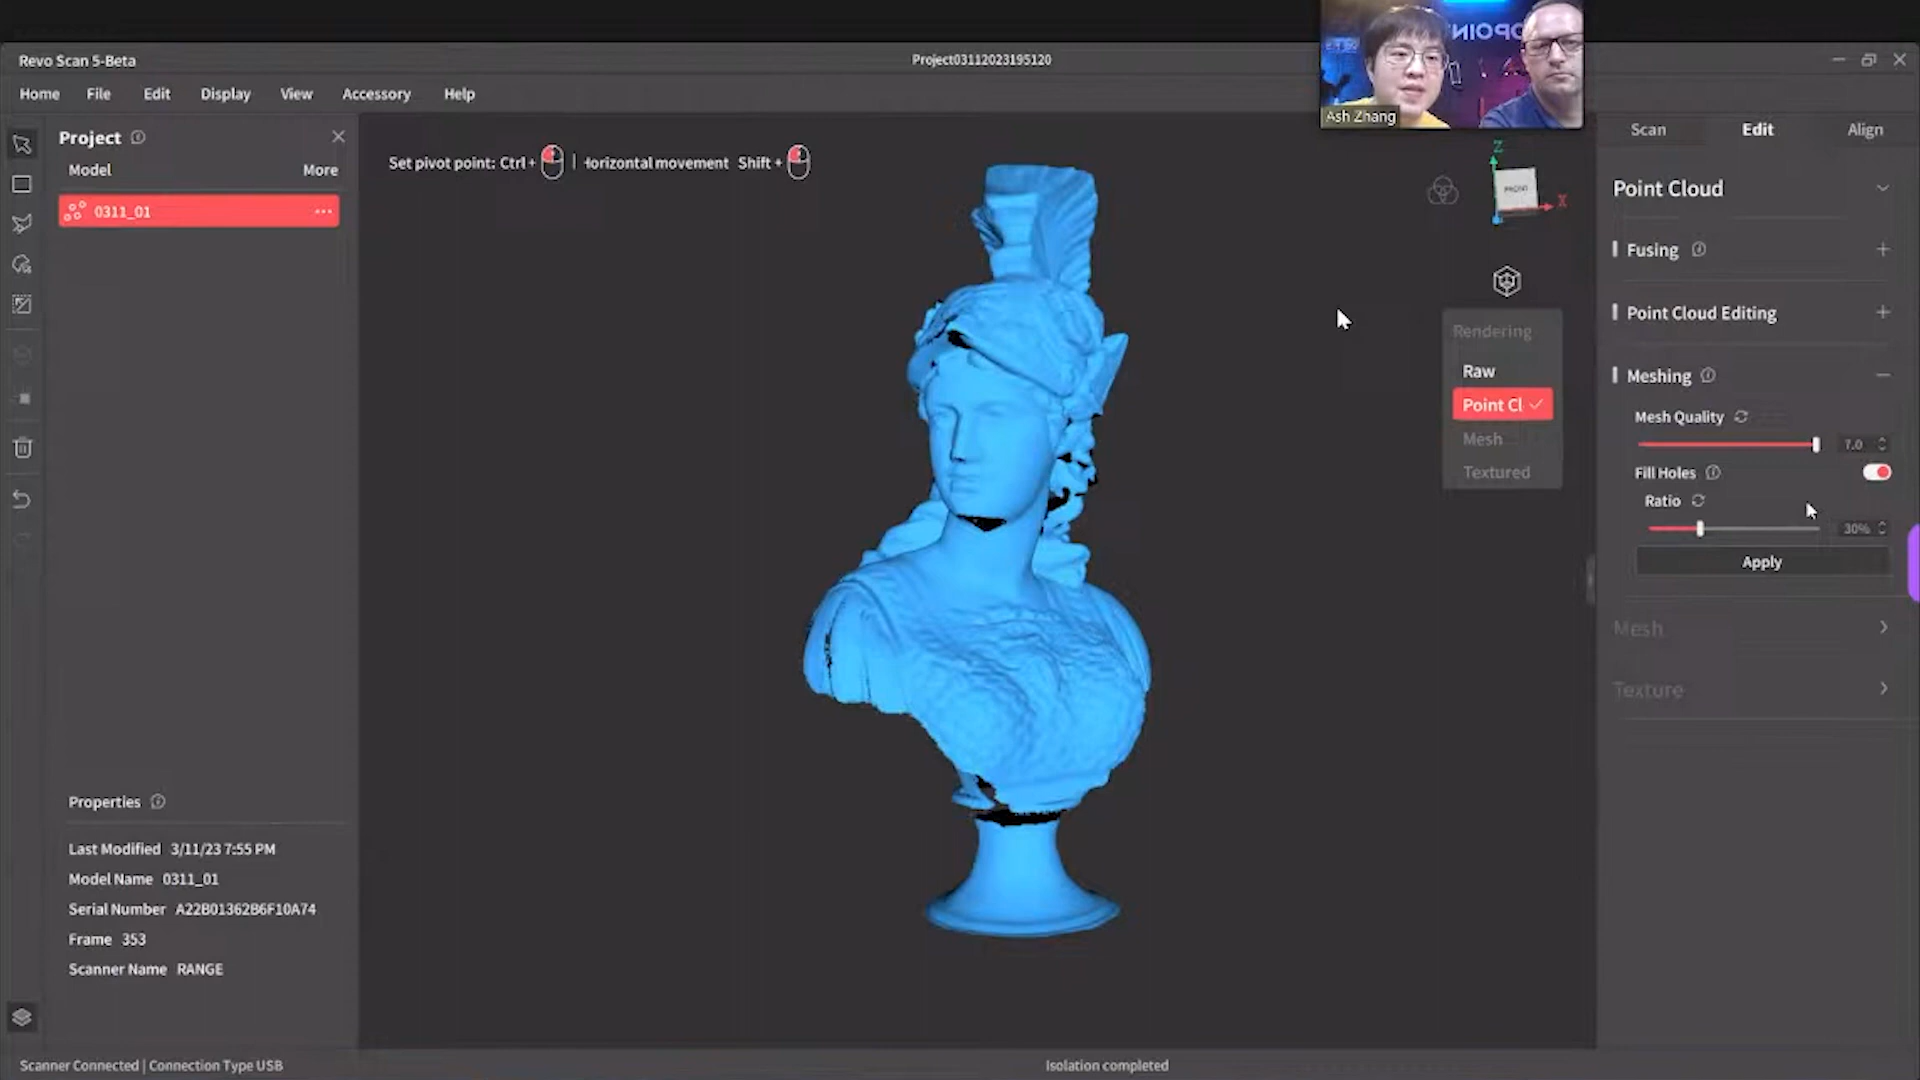 Revo Scan 5-Beta
Project03112023195120
Home File Edit Display View Accessory Help
Ash Zhang
Project
Model More
0311_01
Set pivot point: Ctrl + | Horizontal movement Shift +
Z
FRONT
X
Rendering
Raw
Point Cl
Mesh
Textured
Scan Edit Align
Point Cloud
Fusing
Point Cloud Editing
Meshing
Mesh Quality
7.0
Fill Holes
Ratio
30%
Apply
Mesh
Texture
Properties
Last Modified 3/11/23 7:55 PM
Model Name 0311_01
Serial Number A22B01362B6F10A74
Frame 353
Scanner Name RANGE
Scanner Connected | Connection Type USB
Isolation completed